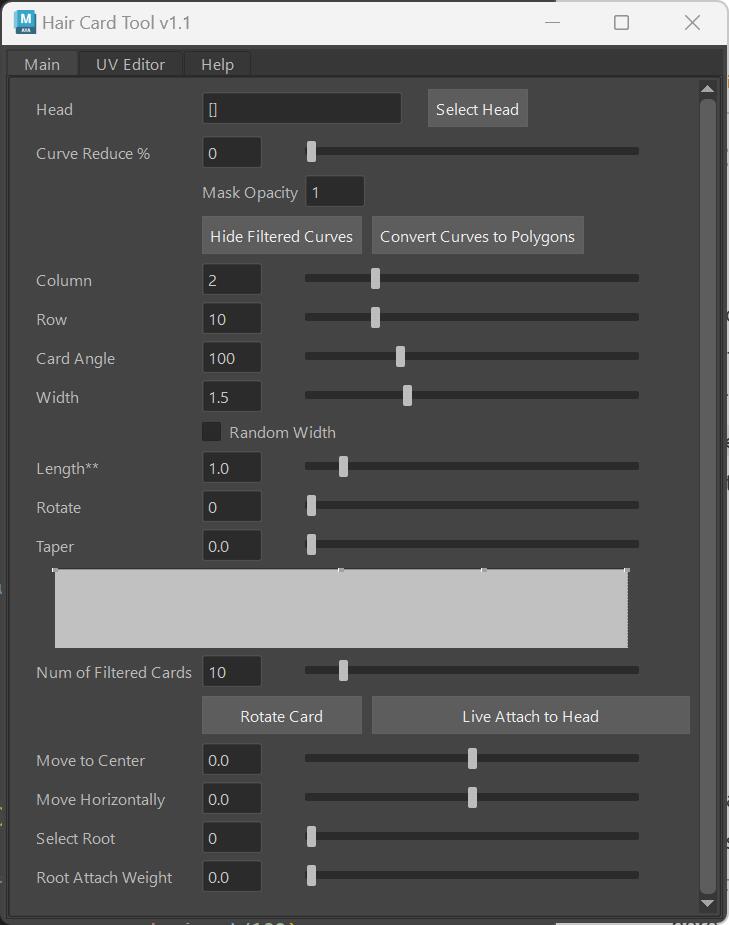 M
AYA
Hair Card Tool v1.1
Main UV Editor Help
Head [] Select Head
Curve Reduce % 0
Mask Opacity 1
Hide Filtered Curves Convert Curves to Polygons
Column 2
Row 10
Card Angle 100
Width 1.5
Random Width
Length** 1.0
Rotate 0
Taper 0.0
Num of Filtered Cards 10
Rotate Card Live Attach to Head
Move to Center 0.0
Move Horizontally 0.0
Select Root 0
Root Attach Weight 0.0